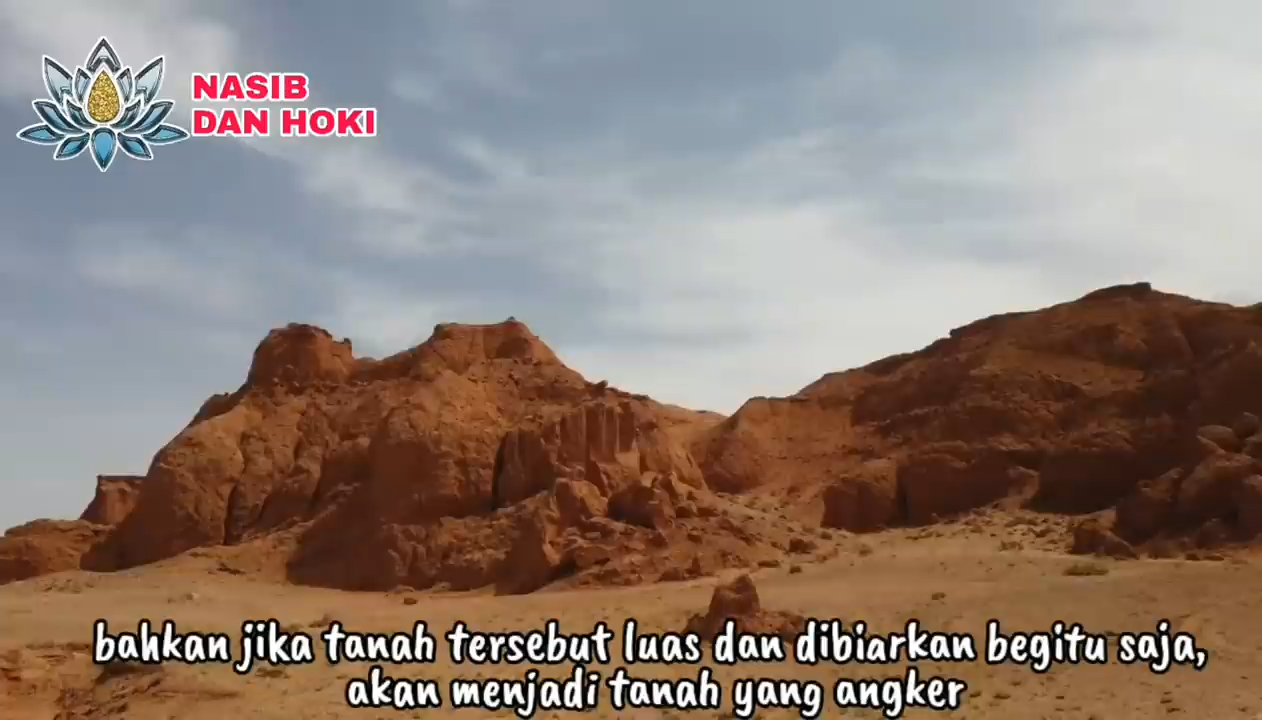 NASIB
DAN HOKI
bahkan jika tanah tersebut luas dan dibiarkan begitu saja,
akan menjadi tanah yang angker